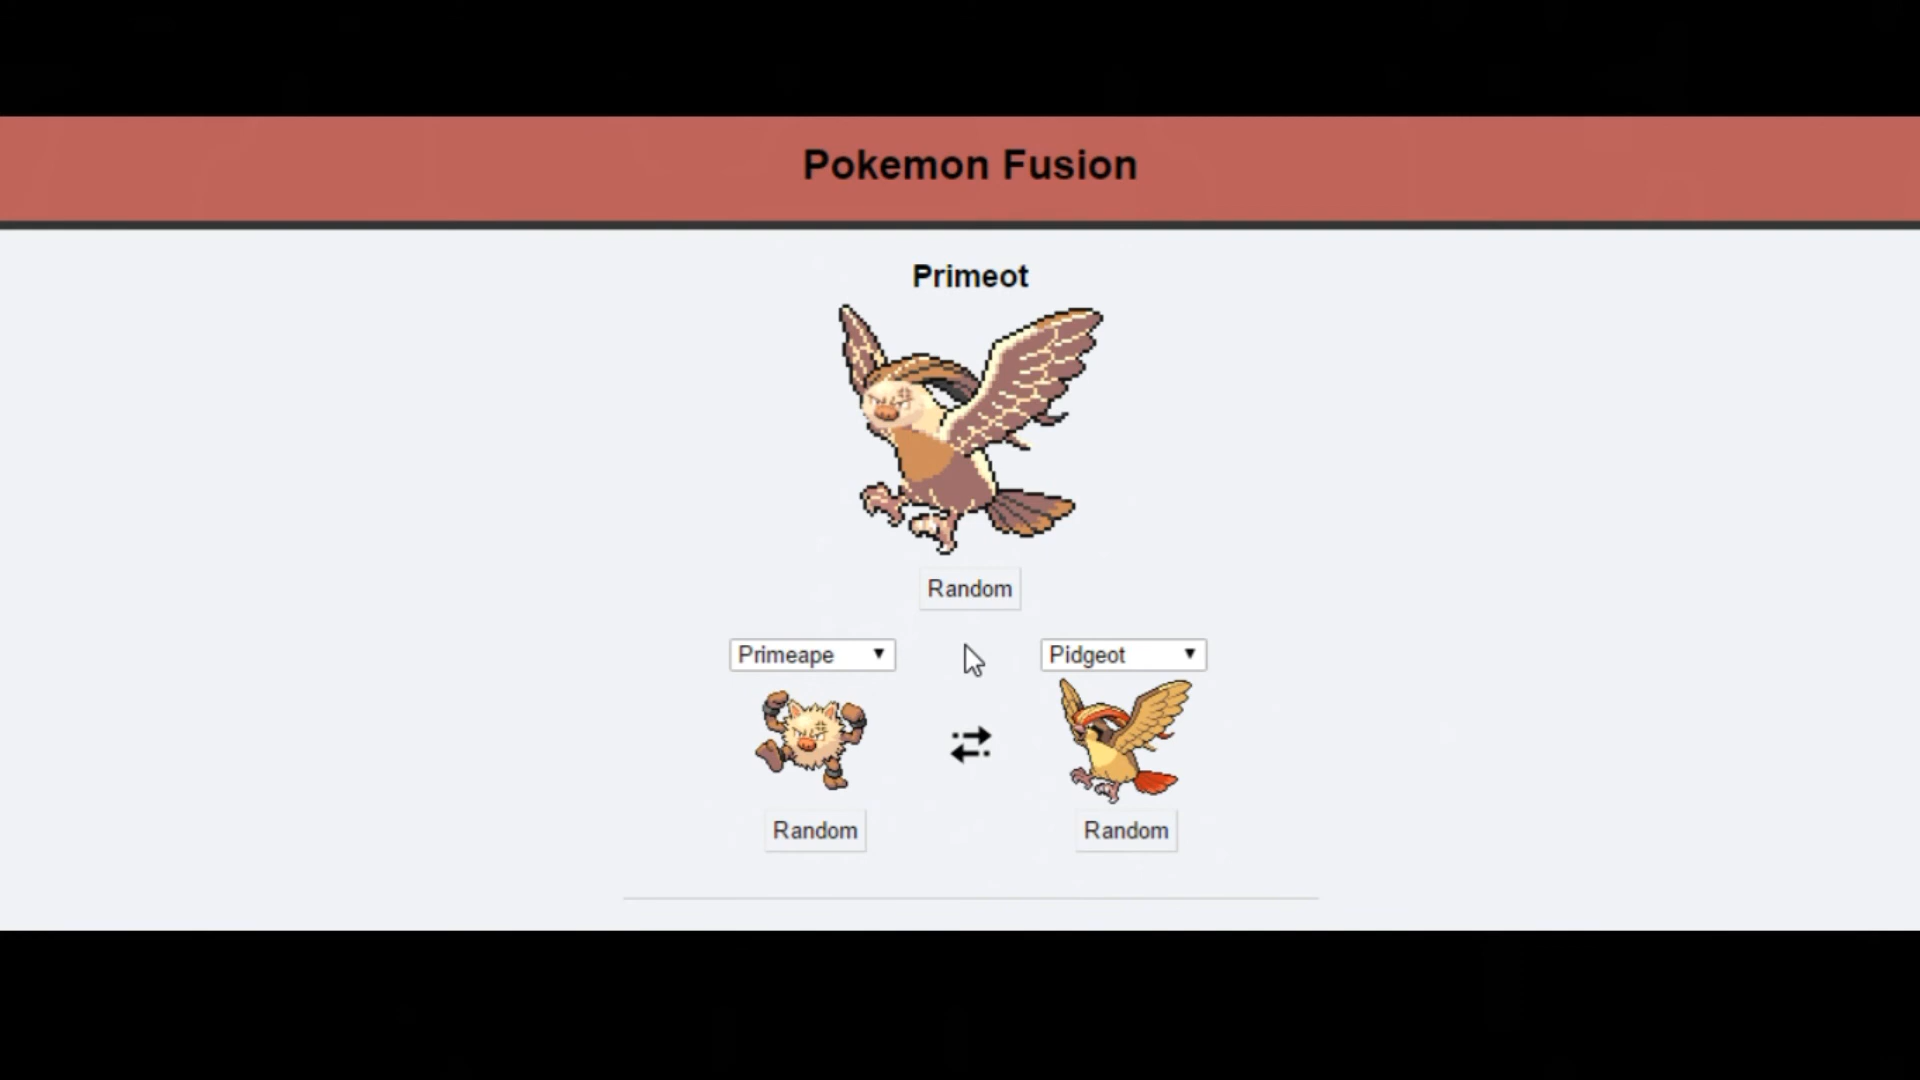 Pokemon Fusion
Primeot
Random
Primeape
Pidgeot
Random
Random